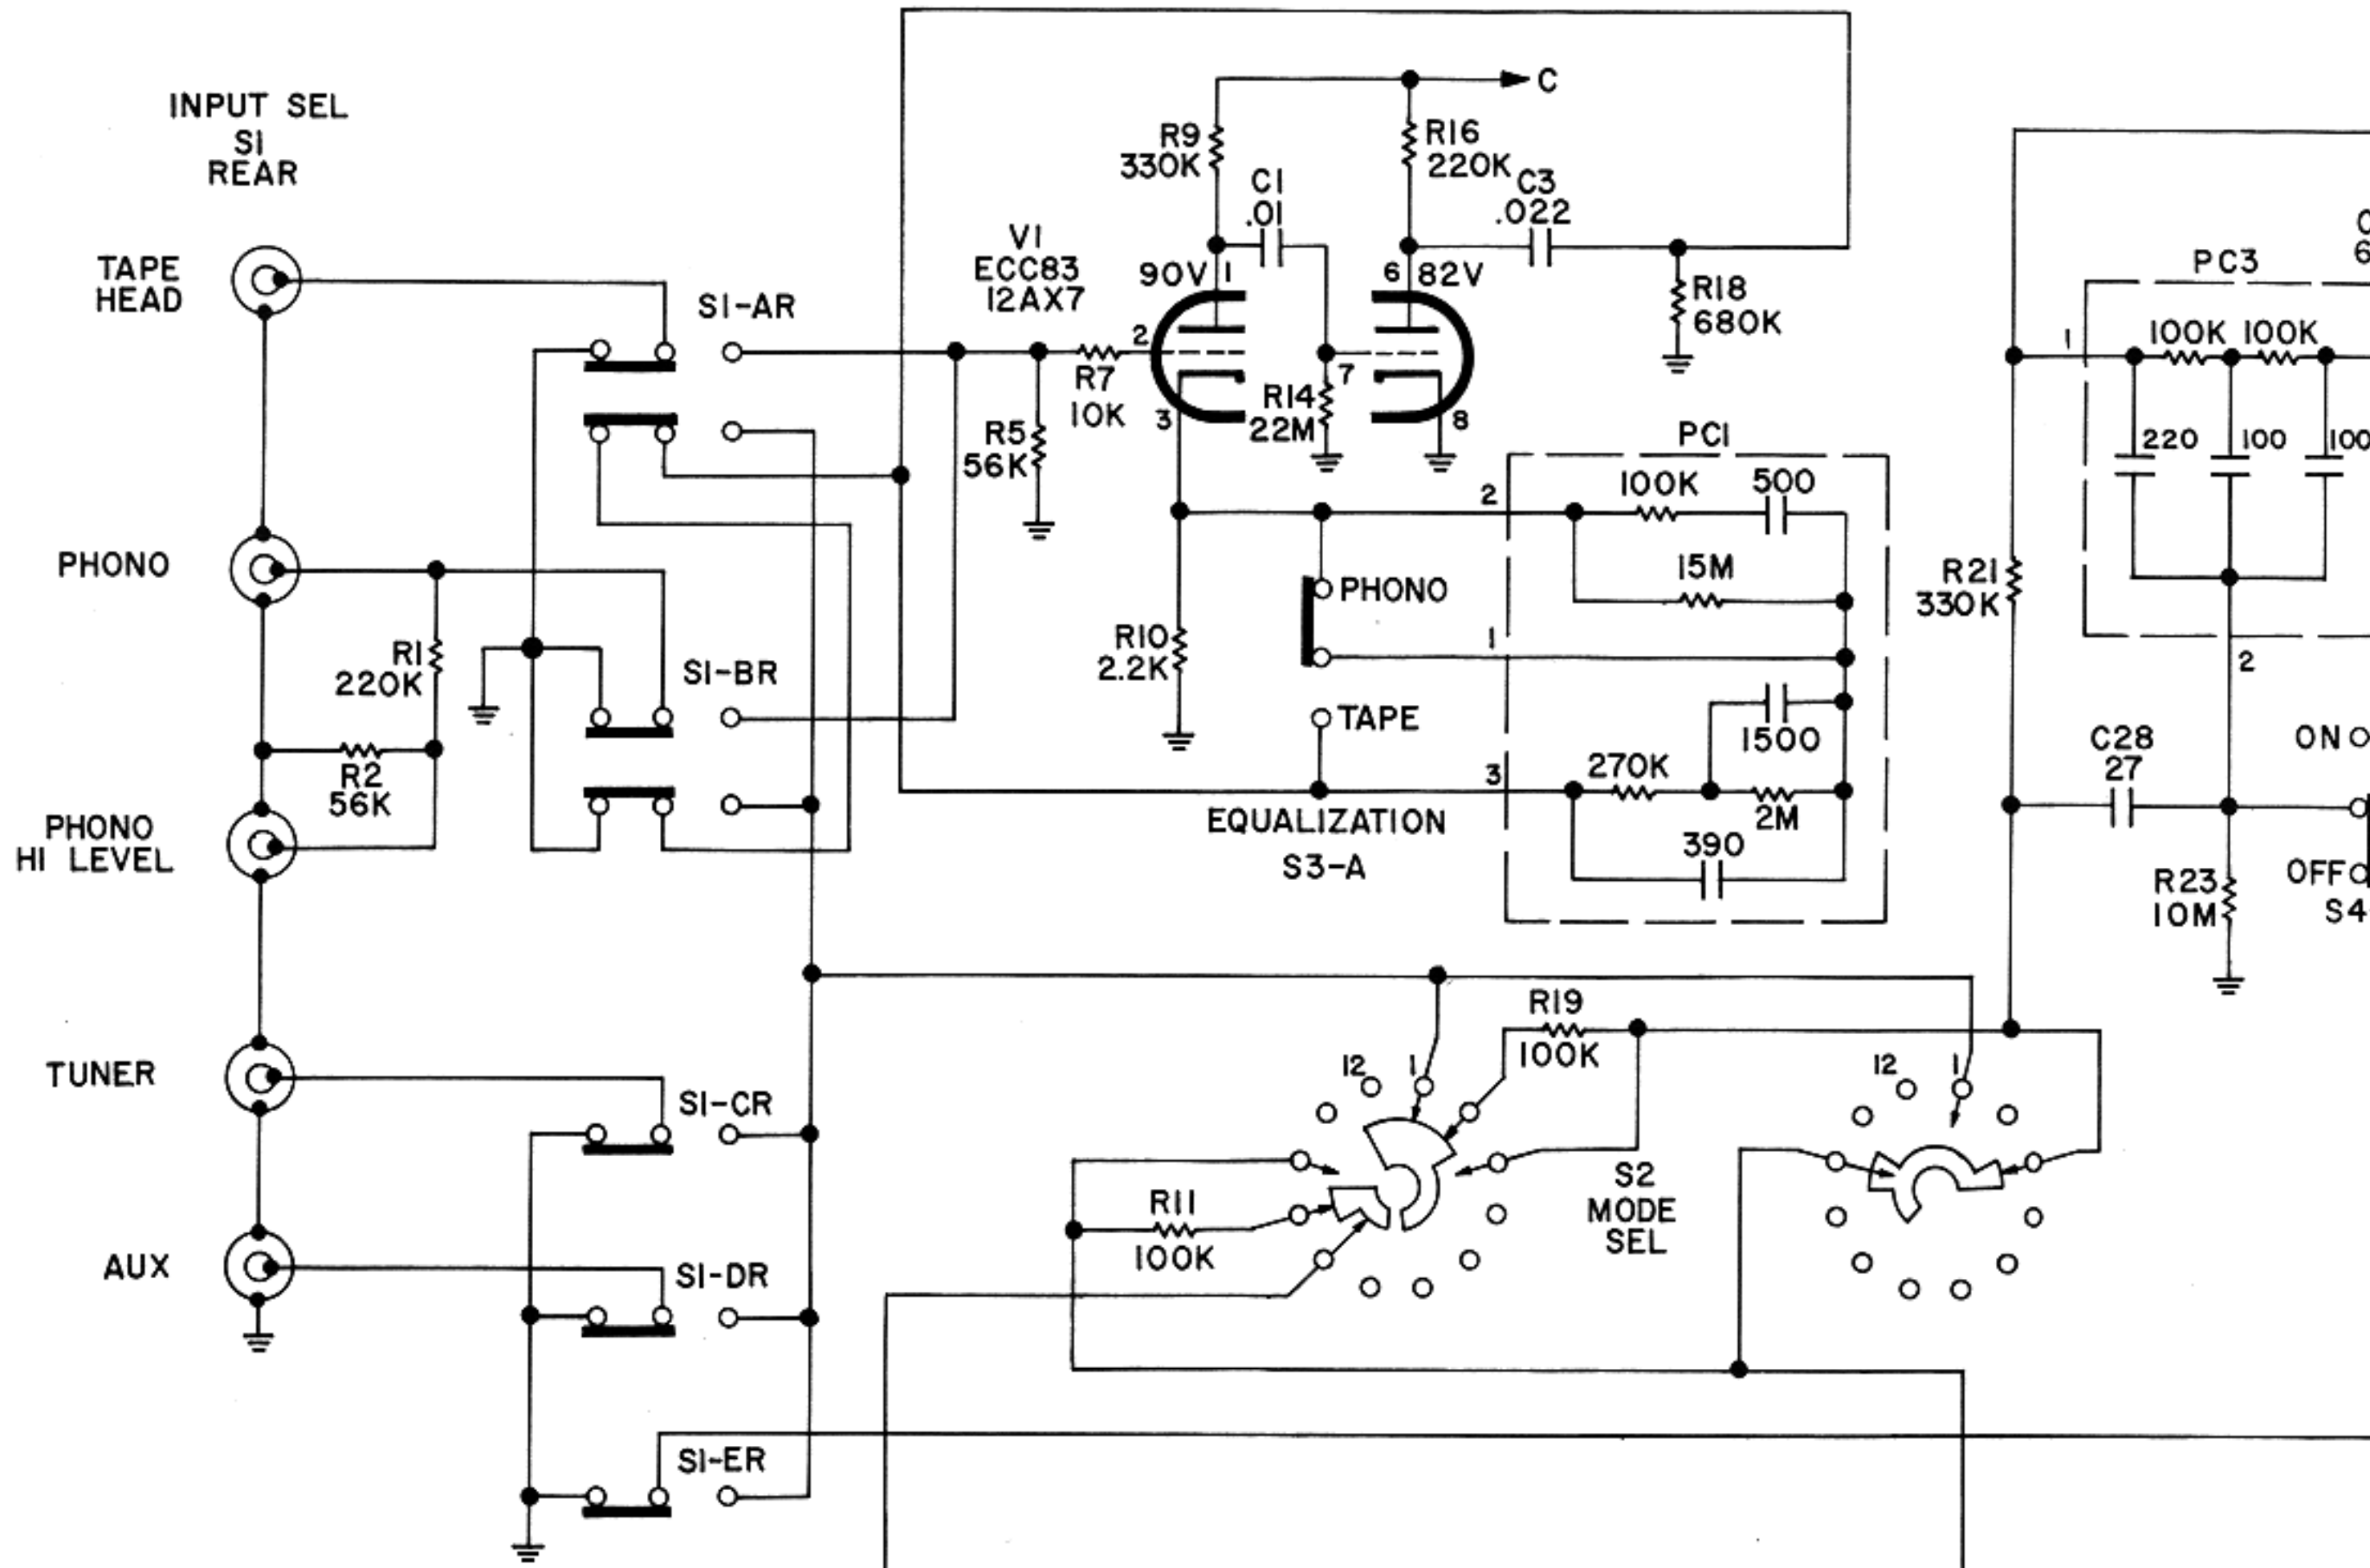 INPUT SEL
S1
REAR
TAPE
HEAD
PHONO
R1
220K
R2
56K
PHONO
HI LEVEL
TUNER
AUX
S1-AR
S1-BR
S1-CR
S1-DR
S1-ER
V1
ECC83
12AX7
R9
330K
C1
.01
R16
220K
C
C3
.022
90V 1
6 82V
R18
680K
2
3
R7
10K
R5
56K
R14
22M
7
8
R10
2.2K
PHONO
TAPE
EQUALIZATION
S3-A
PC1
2
100K
500
15M
1
1500
3
270K
2M
390
R19
100K
12
1
R11
100K
S2
MODE
SEL
12
1
R21
330K
PC3
1
100K 100K
220
100
100
2
C28
27
R23
10M
ON
OFF
S4